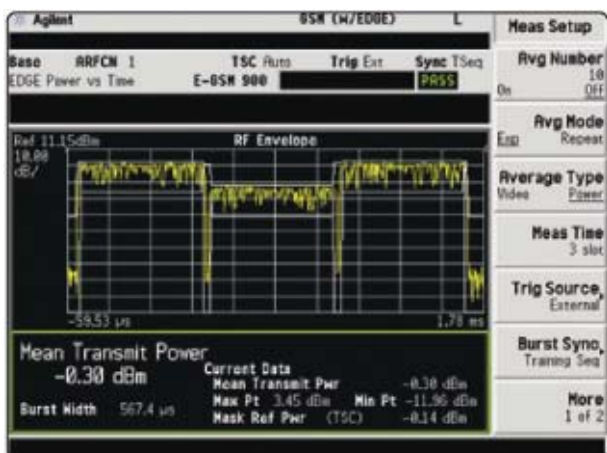 Agilent GSM (W/EDGE) L
Meas Setup
Base ARFCN 1 TSC Auto Trig Ext Sync TSeq
EDGE Power vs Time E-GSM 900 PASS
Avg Number
10
On Off
Avg Mode
Exp Repeat
Ref 11.15dBm RF Envelope
10.00
dB/
Average Type
Video Power
Meas Time
3 slot
Trig Source
External
-59.53 µs 1.78 ms
Burst Sync
Training Seq
Mean Transmit Power
-0.30 dBm
Current Data
Mean Transmit Pwr -0.30 dBm
Max Pt 3.45 dBm Min Pt -11.96 dBm
Burst Width 567.4 µs
Mask Ref Pwr (TSC) -0.14 dBm
More
1 of 2